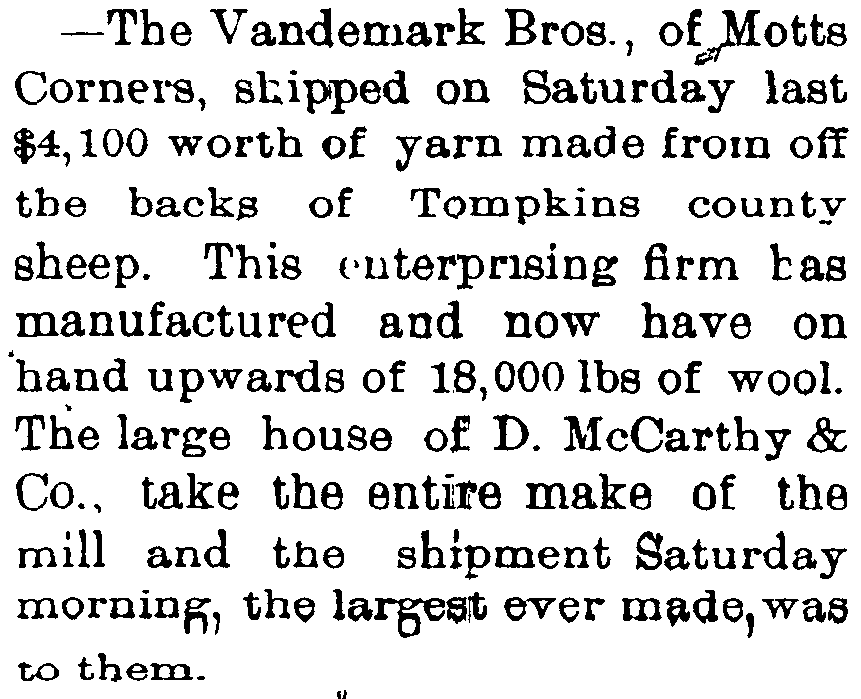 —The Vandemark Bros., of Motts
Corners, shipped on Saturday last
$4,100 worth of yarn made from off
the backs of Tompkins county
sheep. This enterprising firm has
manufactured and now have on
hand upwards of 18,000 lbs of wool.
The large house of D. McCarthy &
Co., take the entire make of the
mill and the shipment Saturday
morning, the largest ever made, was
to them.